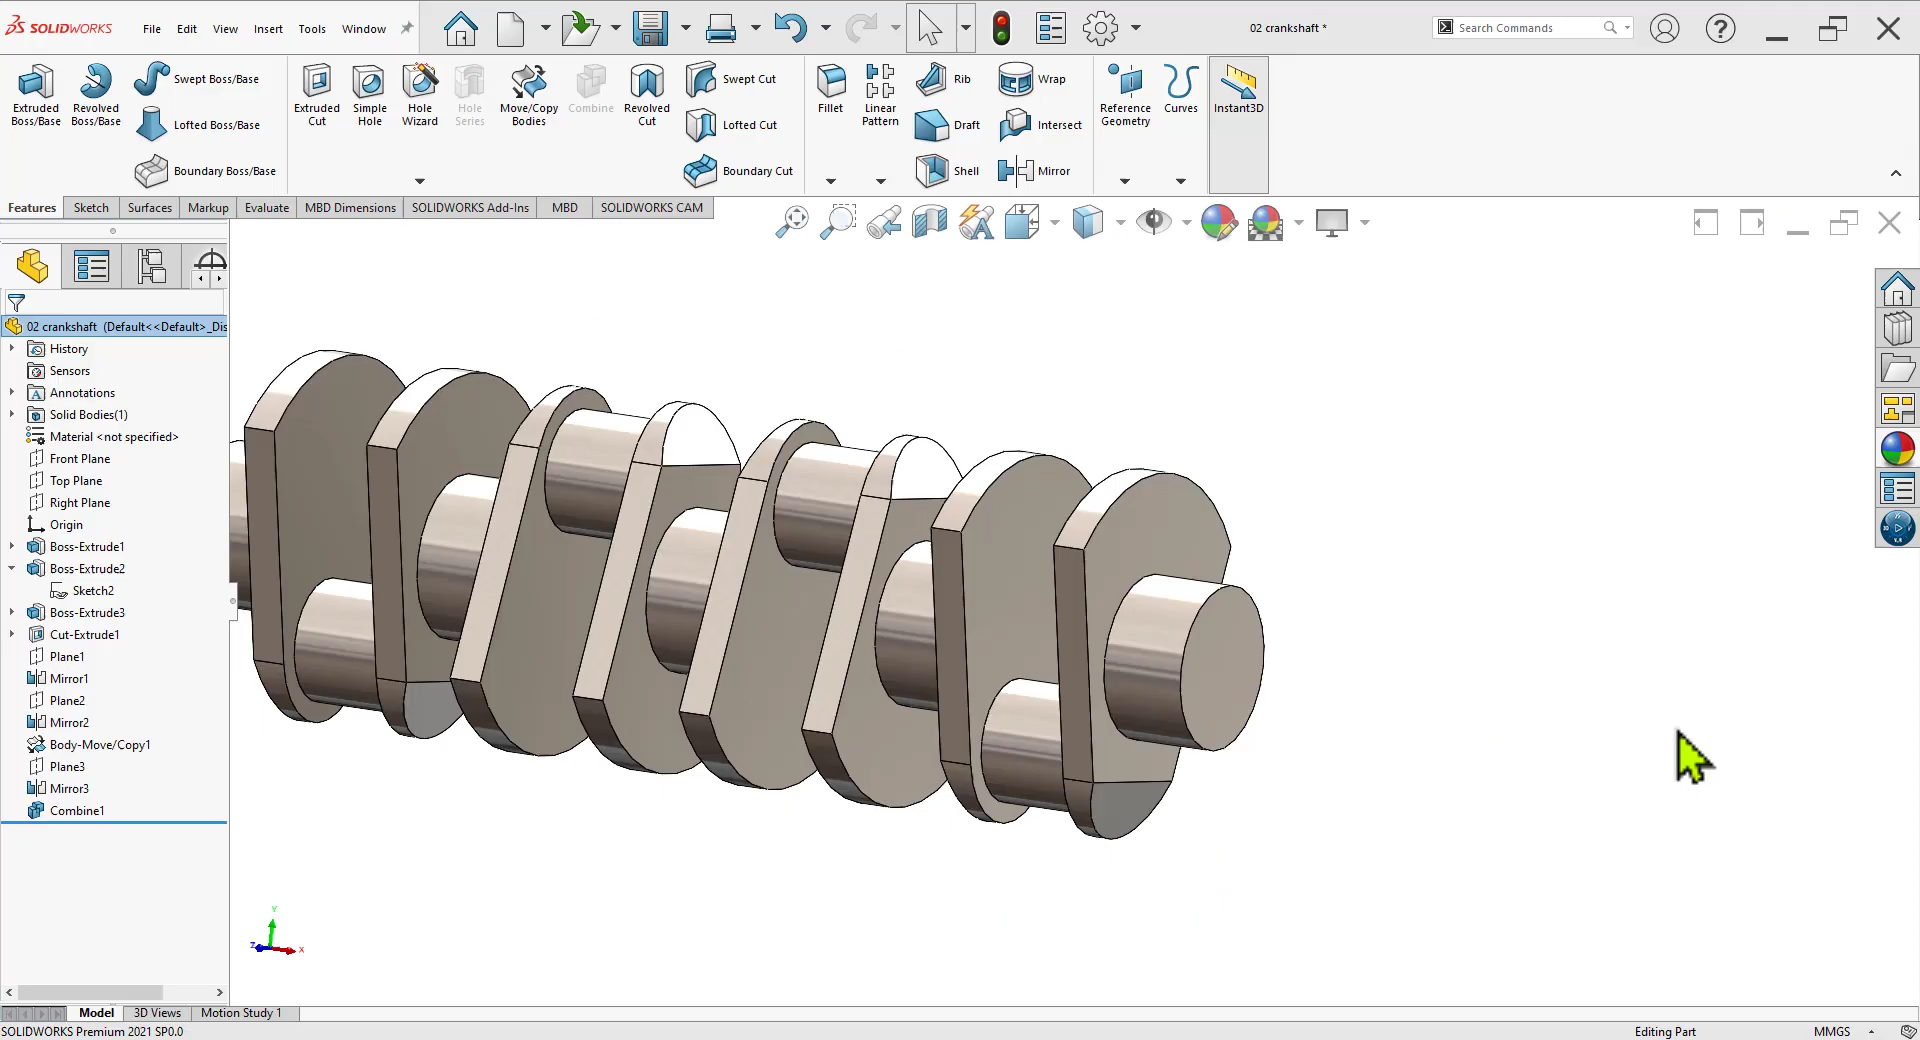 SOLIDWORKS
File
Edit
View
Insert
Tools
Window
02 crankshaft *
Search Commands
Extruded Boss/Base
Revolved Boss/Base
Swept Boss/Base
Lofted Boss/Base
Boundary Boss/Base
Extruded Cut
Simple Hole
Hole Wizard
Hole Series
Move/Copy Bodies
Combine
Revolved Cut
Swept Cut
Lofted Cut
Boundary Cut
Fillet
Linear Pattern
Rib
Draft
Shell
Wrap
Intersect
Mirror
Reference Geometry
Curves
Instant3D
Features
Sketch
Surfaces
Markup
Evaluate
MBD Dimensions
SOLIDWORKS Add-Ins
MBD
SOLIDWORKS CAM
02 crankshaft (Default<<Default>_Dis
History
Sensors
Annotations
Solid Bodies(1)
Material <not specified>
Front Plane
Top Plane
Right Plane
Origin
Boss-Extrude1
Boss-Extrude2
Sketch2
Boss-Extrude3
Cut-Extrude1
Plane1
Mirror1
Plane2
Mirror2
Body-Move/Copy1
Plane3
Mirror3
Combine1
Y
Z
X
Model
3D Views
Motion Study 1
SOLIDWORKS Premium 2021 SP0.0
Editing Part
MMGS